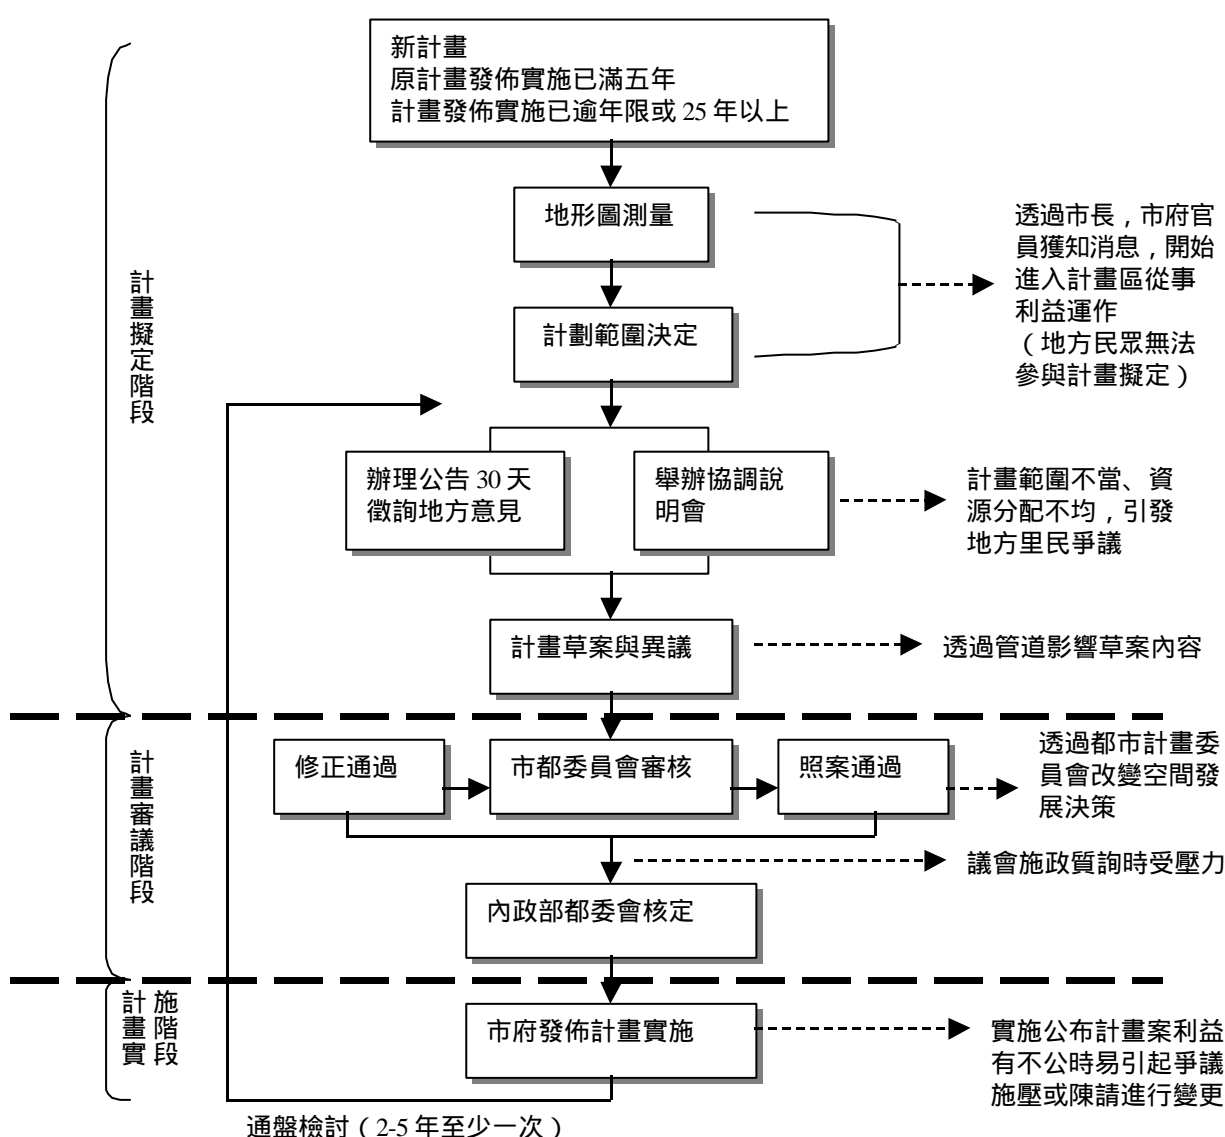 新計畫
原計畫發佈實施已滿五年
計畫發佈實施已逾年限或 25 年以上
地形圖測量
透過市長，市府官
員獲知消息，開始
進入計畫區從事
利益運作
（地方民眾無法
參與計畫擬定）
計畫擬定階段
計劃範圍決定
辦理公告 30 天
徵詢地方意見
舉辦協調說
明會
計畫範圍不當、資
源分配不均，引發
地方里民爭議
計畫草案與異議
透過管道影響草案內容
計畫審議階段
修正通過
市都委員會審核
照案通過
透過都市計畫委
員會改變空間發
展決策
議會施政質詢時受壓力
內政部都委會核定
計畫實
施階段
市府發佈計畫實施
實施公布計畫案利益
有不公時易引起爭議
施壓或陳請進行變更
通盤檢討（2-5 年至少一次）